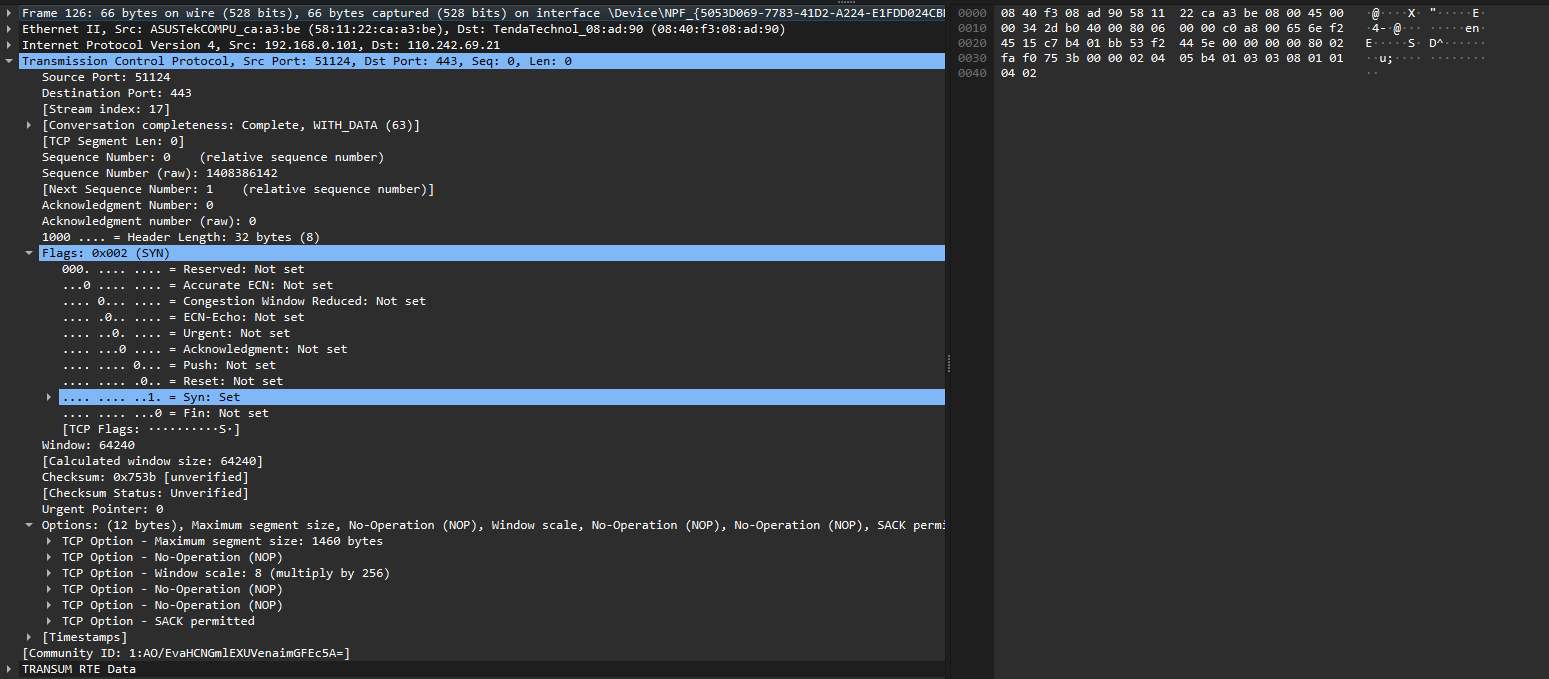 Frame 126: 66 bytes on wire (528 bits), 66 bytes captured (528 bits) on interface \Device\NPF_{5053D069-7783-41D2-A224-E1FDD024CB
Ethernet II, Src: ASUSTekCOMPU_ca:a3:be (58:11:22:ca:a3:be), Dst: TendaTechnol_08:ad:90 (08:40:f3:08:ad:90)
Internet Protocol Version 4, Src: 192.168.0.101, Dst: 110.242.69.21
Transmission Control Protocol, Src Port: 51124, Dst Port: 443, Seq: 0, Len: 0
Source Port: 51124
Destination Port: 443
[Stream index: 17]
[Conversation completeness: Complete, WITH_DATA (63)]
[TCP Segment Len: 0]
Sequence Number: 0    (relative sequence number)
Sequence Number (raw): 1408386142
[Next Sequence Number: 1    (relative sequence number)]
Acknowledgment Number: 0
Acknowledgment number (raw): 0
1000 .... = Header Length: 32 bytes (8)
Flags: 0x002 (SYN)
000. .... .... = Reserved: Not set
...0 .... .... = Accurate ECN: Not set
.... 0... .... = Congestion Window Reduced: Not set
.... .0.. .... = ECN-Echo: Not set
.... ..0. .... = Urgent: Not set
.... ...0 .... = Acknowledgment: Not set
.... .... 0... = Push: Not set
.... .... .0.. = Reset: Not set
.... .... ..1. = Syn: Set
.... .... ...0 = Fin: Not set
[TCP Flags: ··········S·]
Window: 64240
[Calculated window size: 64240]
Checksum: 0x753b [unverified]
[Checksum Status: Unverified]
Urgent Pointer: 0
Options: (12 bytes), Maximum segment size, No-Operation (NOP), Window scale, No-Operation (NOP), No-Operation (NOP), SACK permi
TCP Option - Maximum segment size: 1460 bytes
TCP Option - No-Operation (NOP)
TCP Option - Window scale: 8 (multiply by 256)
TCP Option - No-Operation (NOP)
TCP Option - No-Operation (NOP)
TCP Option - SACK permitted
[Timestamps]
[Community ID: 1:AO/EvaHCNGmlEXUVenaimGFEc5A=]
TRANSUM RTE Data
0000  08 40 f3 08 ad 90 58 11  22 ca a3 be 08 00 45 00  ·@····X· "·····E·
0010  00 34 2d b0 40 00 80 06  00 00 c0 a8 00 65 6e f2  ·4-·@··· ·····en·
0020  45 15 c7 b4 01 bb 53 f2  44 5e 00 00 00 00 80 02  E·····S· D^······
0030  fa f0 75 3b 00 00 02 04  05 b4 01 03 03 08 01 01  ··u;···· ········
0040  04 02  ··